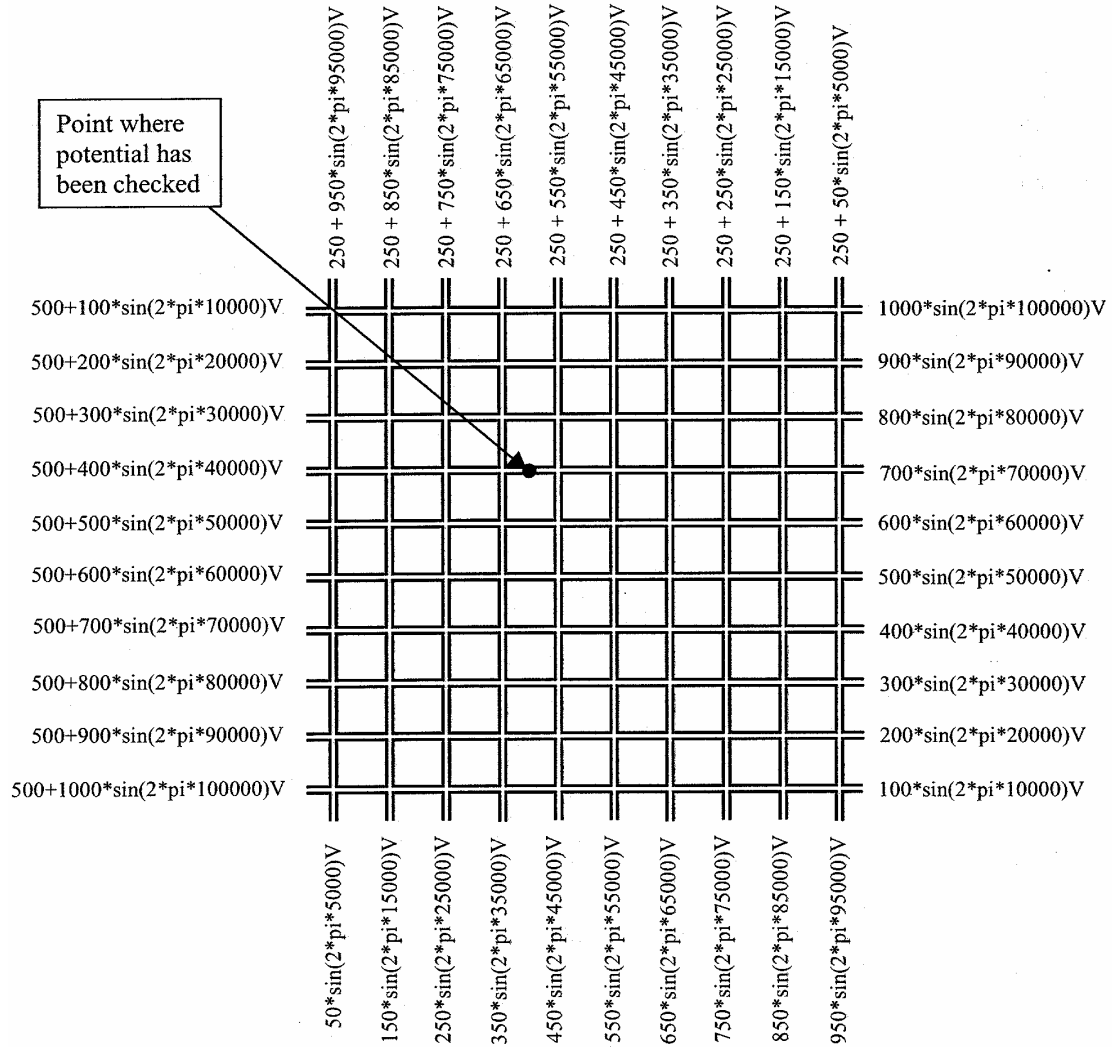 250 + 950*sin(2*pi*95000)V
250 + 850*sin(2*pi*85000)V
250 + 750*sin(2*pi*75000)V
250 + 650*sin(2*pi*65000)V
250 + 550*sin(2*pi*55000)V
250 + 450*sin(2*pi*45000)V
250 + 350*sin(2*pi*35000)V
250 + 250*sin(2*pi*25000)V
250 + 150*sin(2*pi*15000)V
250 + 50*sin(2*pi*5000)V
Point where
potential has
been checked
500+100*sin(2*pi*10000)V
1000*sin(2*pi*100000)V
500+200*sin(2*pi*20000)V
900*sin(2*pi*90000)V
500+300*sin(2*pi*30000)V
800*sin(2*pi*80000)V
500+400*sin(2*pi*40000)V
700*sin(2*pi*70000)V
500+500*sin(2*pi*50000)V
600*sin(2*pi*60000)V
500+600*sin(2*pi*60000)V
500*sin(2*pi*50000)V
500+700*sin(2*pi*70000)V
400*sin(2*pi*40000)V
500+800*sin(2*pi*80000)V
300*sin(2*pi*30000)V
500+900*sin(2*pi*90000)V
200*sin(2*pi*20000)V
500+1000*sin(2*pi*100000)V
100*sin(2*pi*10000)V
50*sin(2*pi*5000)V
150*sin(2*pi*15000)V
250*sin(2*pi*25000)V
350*sin(2*pi*35000)V
450*sin(2*pi*45000)V
550*sin(2*pi*55000)V
650*sin(2*pi*65000)V
750*sin(2*pi*75000)V
850*sin(2*pi*85000)V
950*sin(2*pi*95000)V